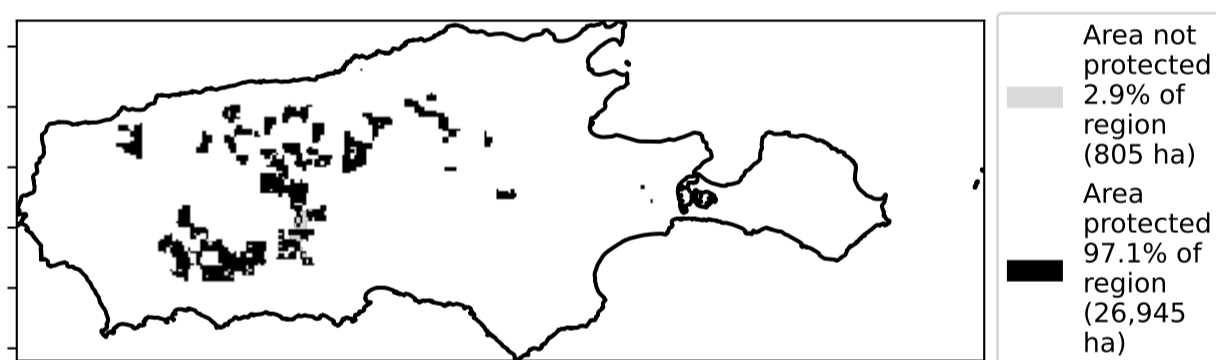 Area not
protected
2.9% of
region
(805 ha)
Area
protected
97.1% of
region
(26,945
ha)